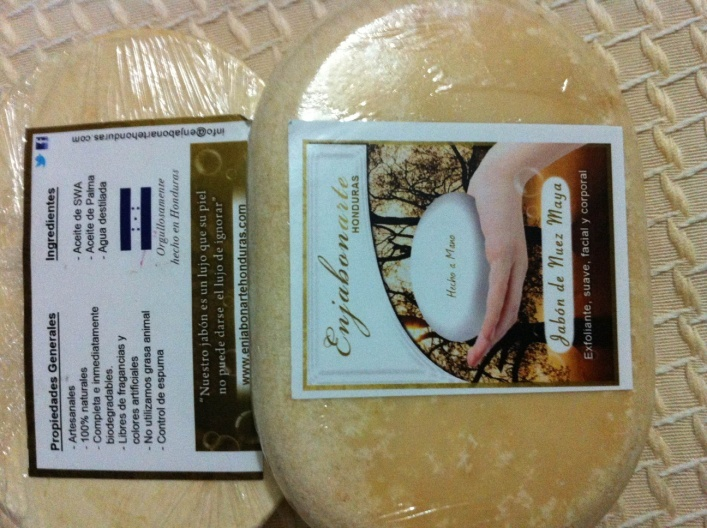 Propiedades Generales
- Artesanales
- 100% naturales
- Completa e inmediatamente
biodegradables.
- Libres de fragancias y
colores artificiales
- No utilizamos grasa animal
- Control de espuma
Ingredientes
- Aceite de SWA
- Aceite de Palma
- Agua destilada
Orgullosamente
hecho en Honduras
"Nuestro jabón es un lujo que su piel
no puede darse, el lujo de ignorar"
www.enjabonartehonduras.com
info@enjabonartehonduras.com
Enjabonarte
HONDURAS
Hecho a Mano
Jabón de Nuez Maya
Exfoliante, suave, facial y corporal